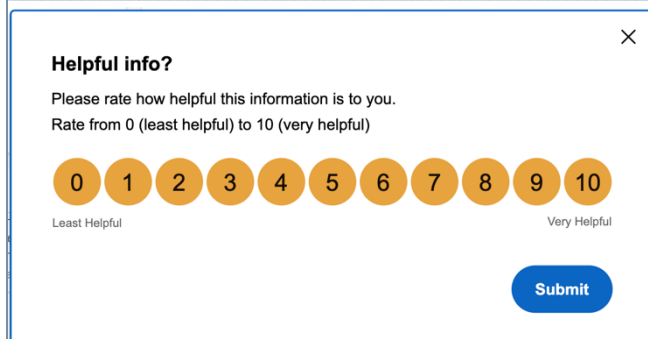 Helpful info?
Please rate how helpful this information is to you.
Rate from 0 (least helpful) to 10 (very helpful)
0 1 2 3 4 5 6 7 8 9 10
Least Helpful Very Helpful
Submit